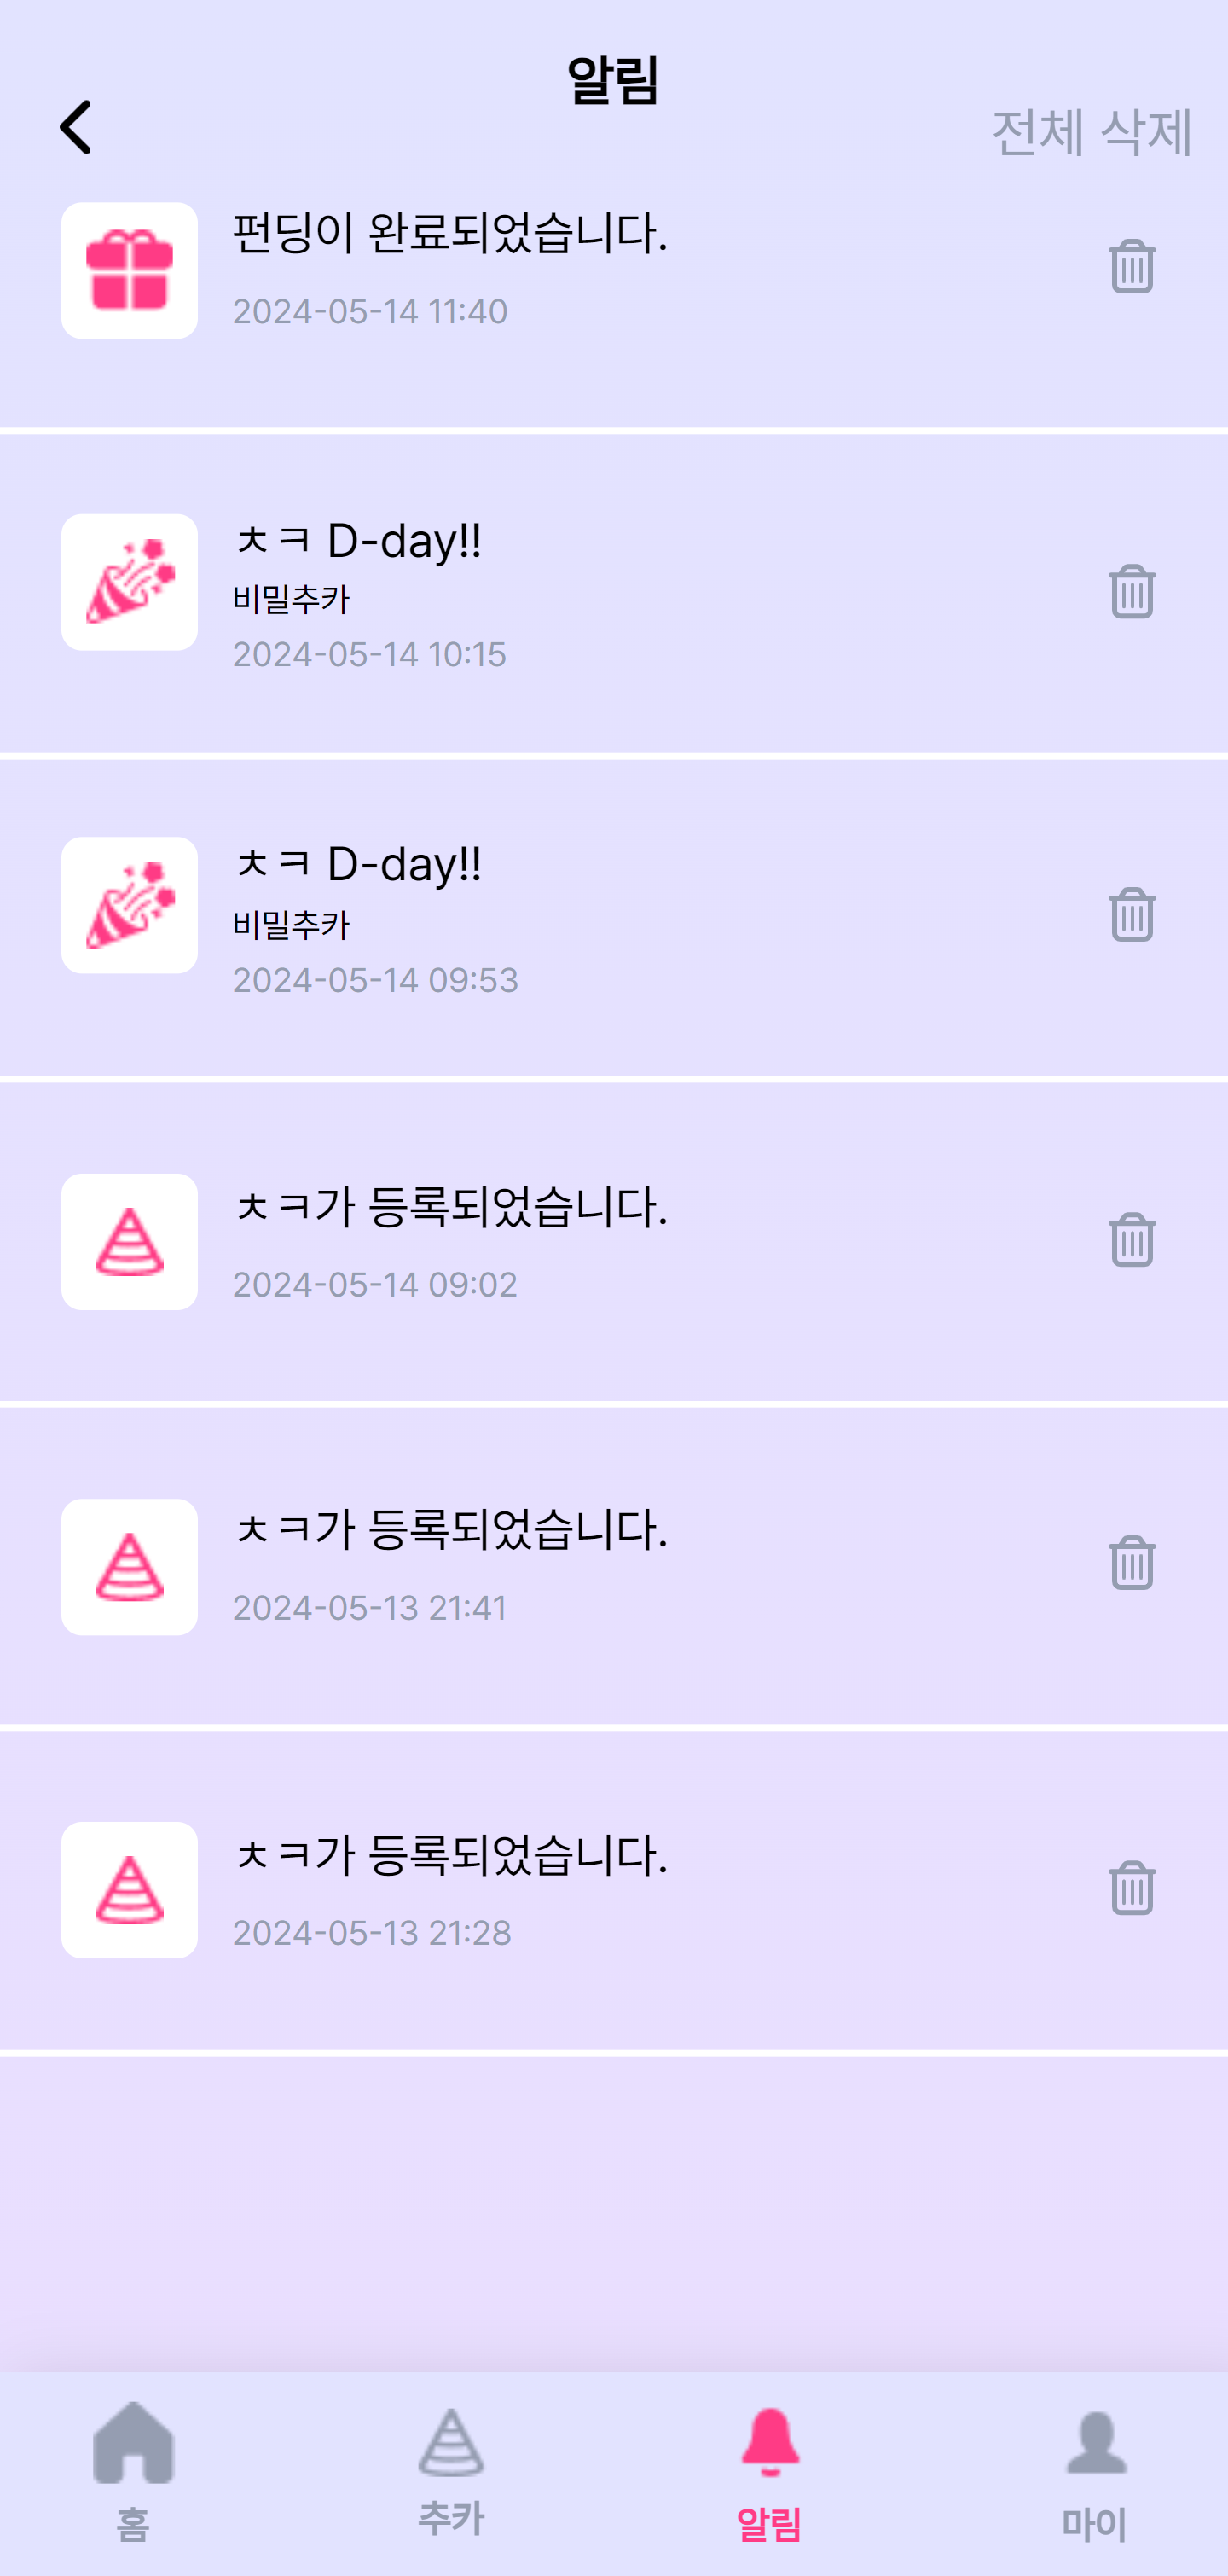 알림
전체 삭제
펀딩이 완료되었습니다.
2024-05-14 11:40
ㅊㅋ D-day!!
비밀추카
2024-05-14 10:15
ㅊㅋ D-day!!
비밀추카
2024-05-14 09:53
ㅊㅋ가 등록되었습니다.
2024-05-14 09:02
ㅊㅋ가 등록되었습니다.
2024-05-13 21:41
ㅊㅋ가 등록되었습니다.
2024-05-13 21:28
홈
추카
알림
마이